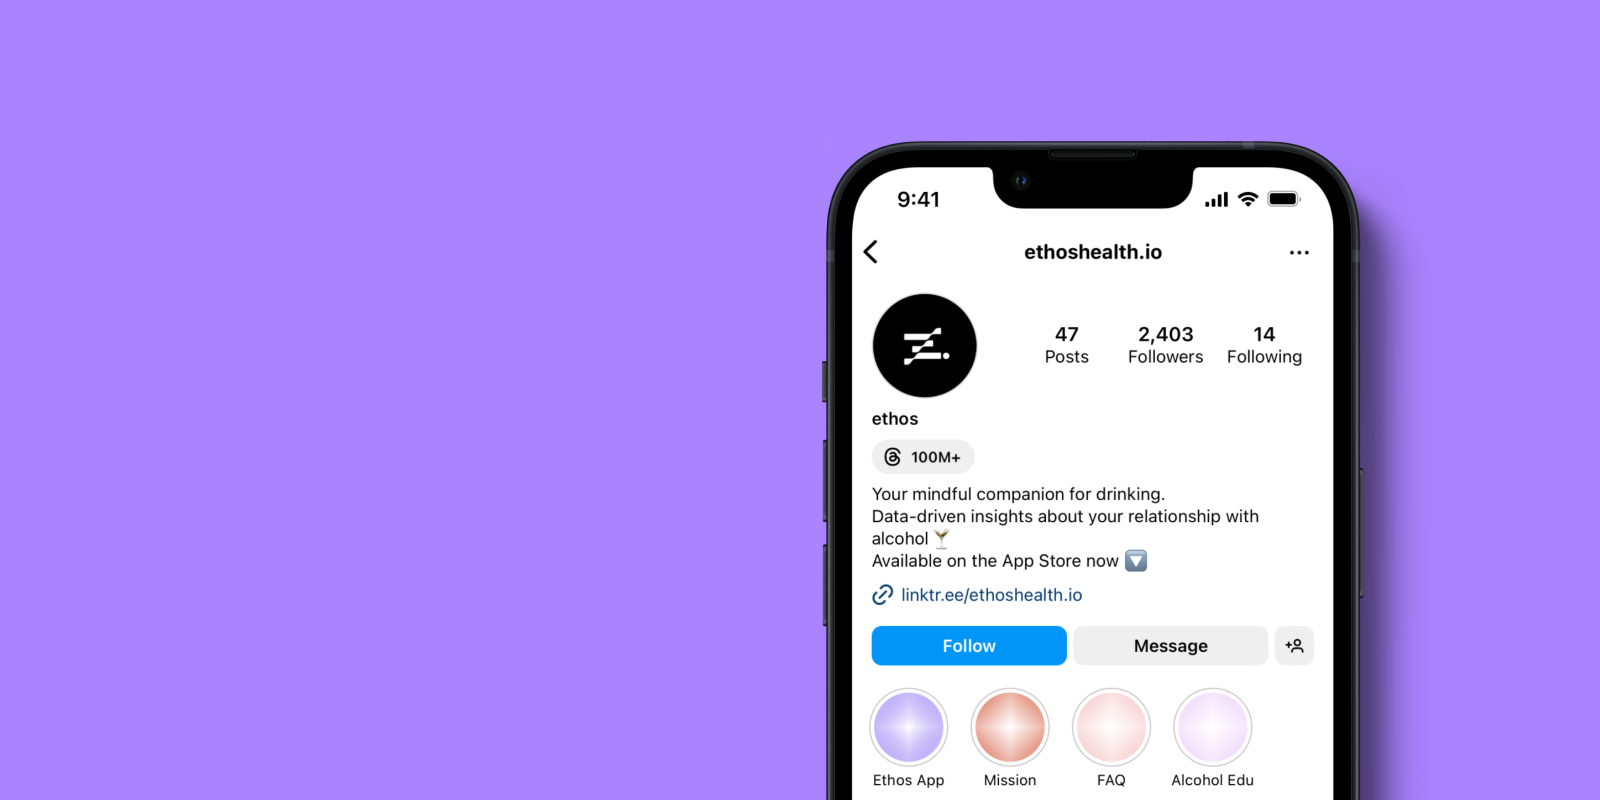 9:41
ethoshealth.io
47
Posts
2,403
Followers
14
Following
ethos
100M+
Your mindful companion for drinking.
Data-driven insights about your relationship with
alcohol🍸
Available on the App Store now 🔽
linktr.ee/ethoshealth.io
Follow
Message
Ethos App
Mission
FAQ
Alcohol Edu